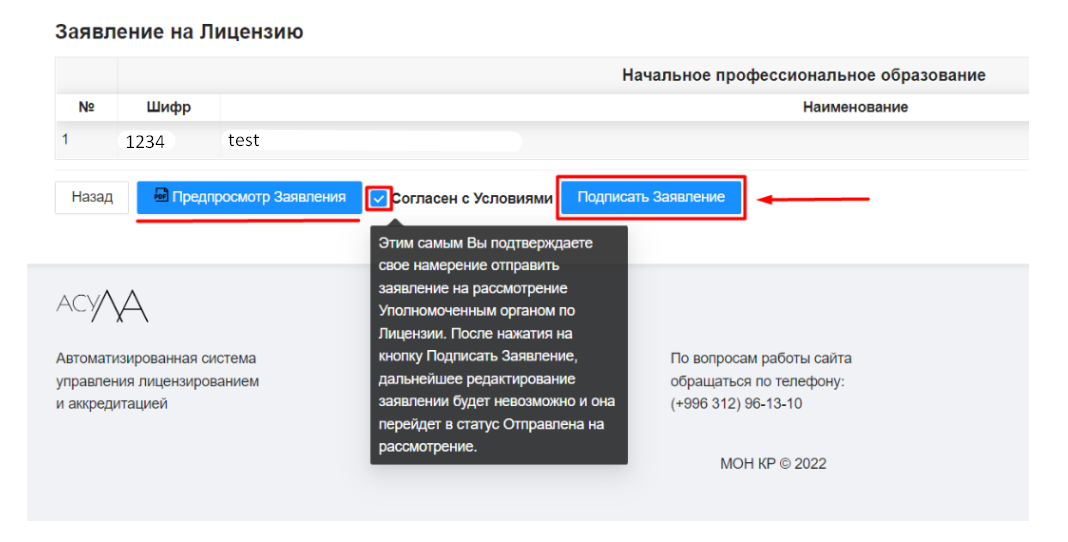 Заявление на Лицензию
Начальное профессиональное образование
№ Шифр Наименование
1 1234 test
Назад Предпросмотр Заявления Согласен с Условиями Подписать Заявление
Этим самым Вы подтверждаете
свое намерение отправить
заявление на рассмотрение
Уполномоченным органом по
Лицензии. После нажатия на
кнопку Подписать Заявление,
дальнейшее редактирование
заявлении будет невозможно и она
перейдет в статус Отправлена на
рассмотрение.
АСУЛА
Автоматизированная система
управления лицензированием
и аккредитацией
По вопросам работы сайта
обращаться по телефону:
(+996 312) 96-13-10
МОН КР © 2022